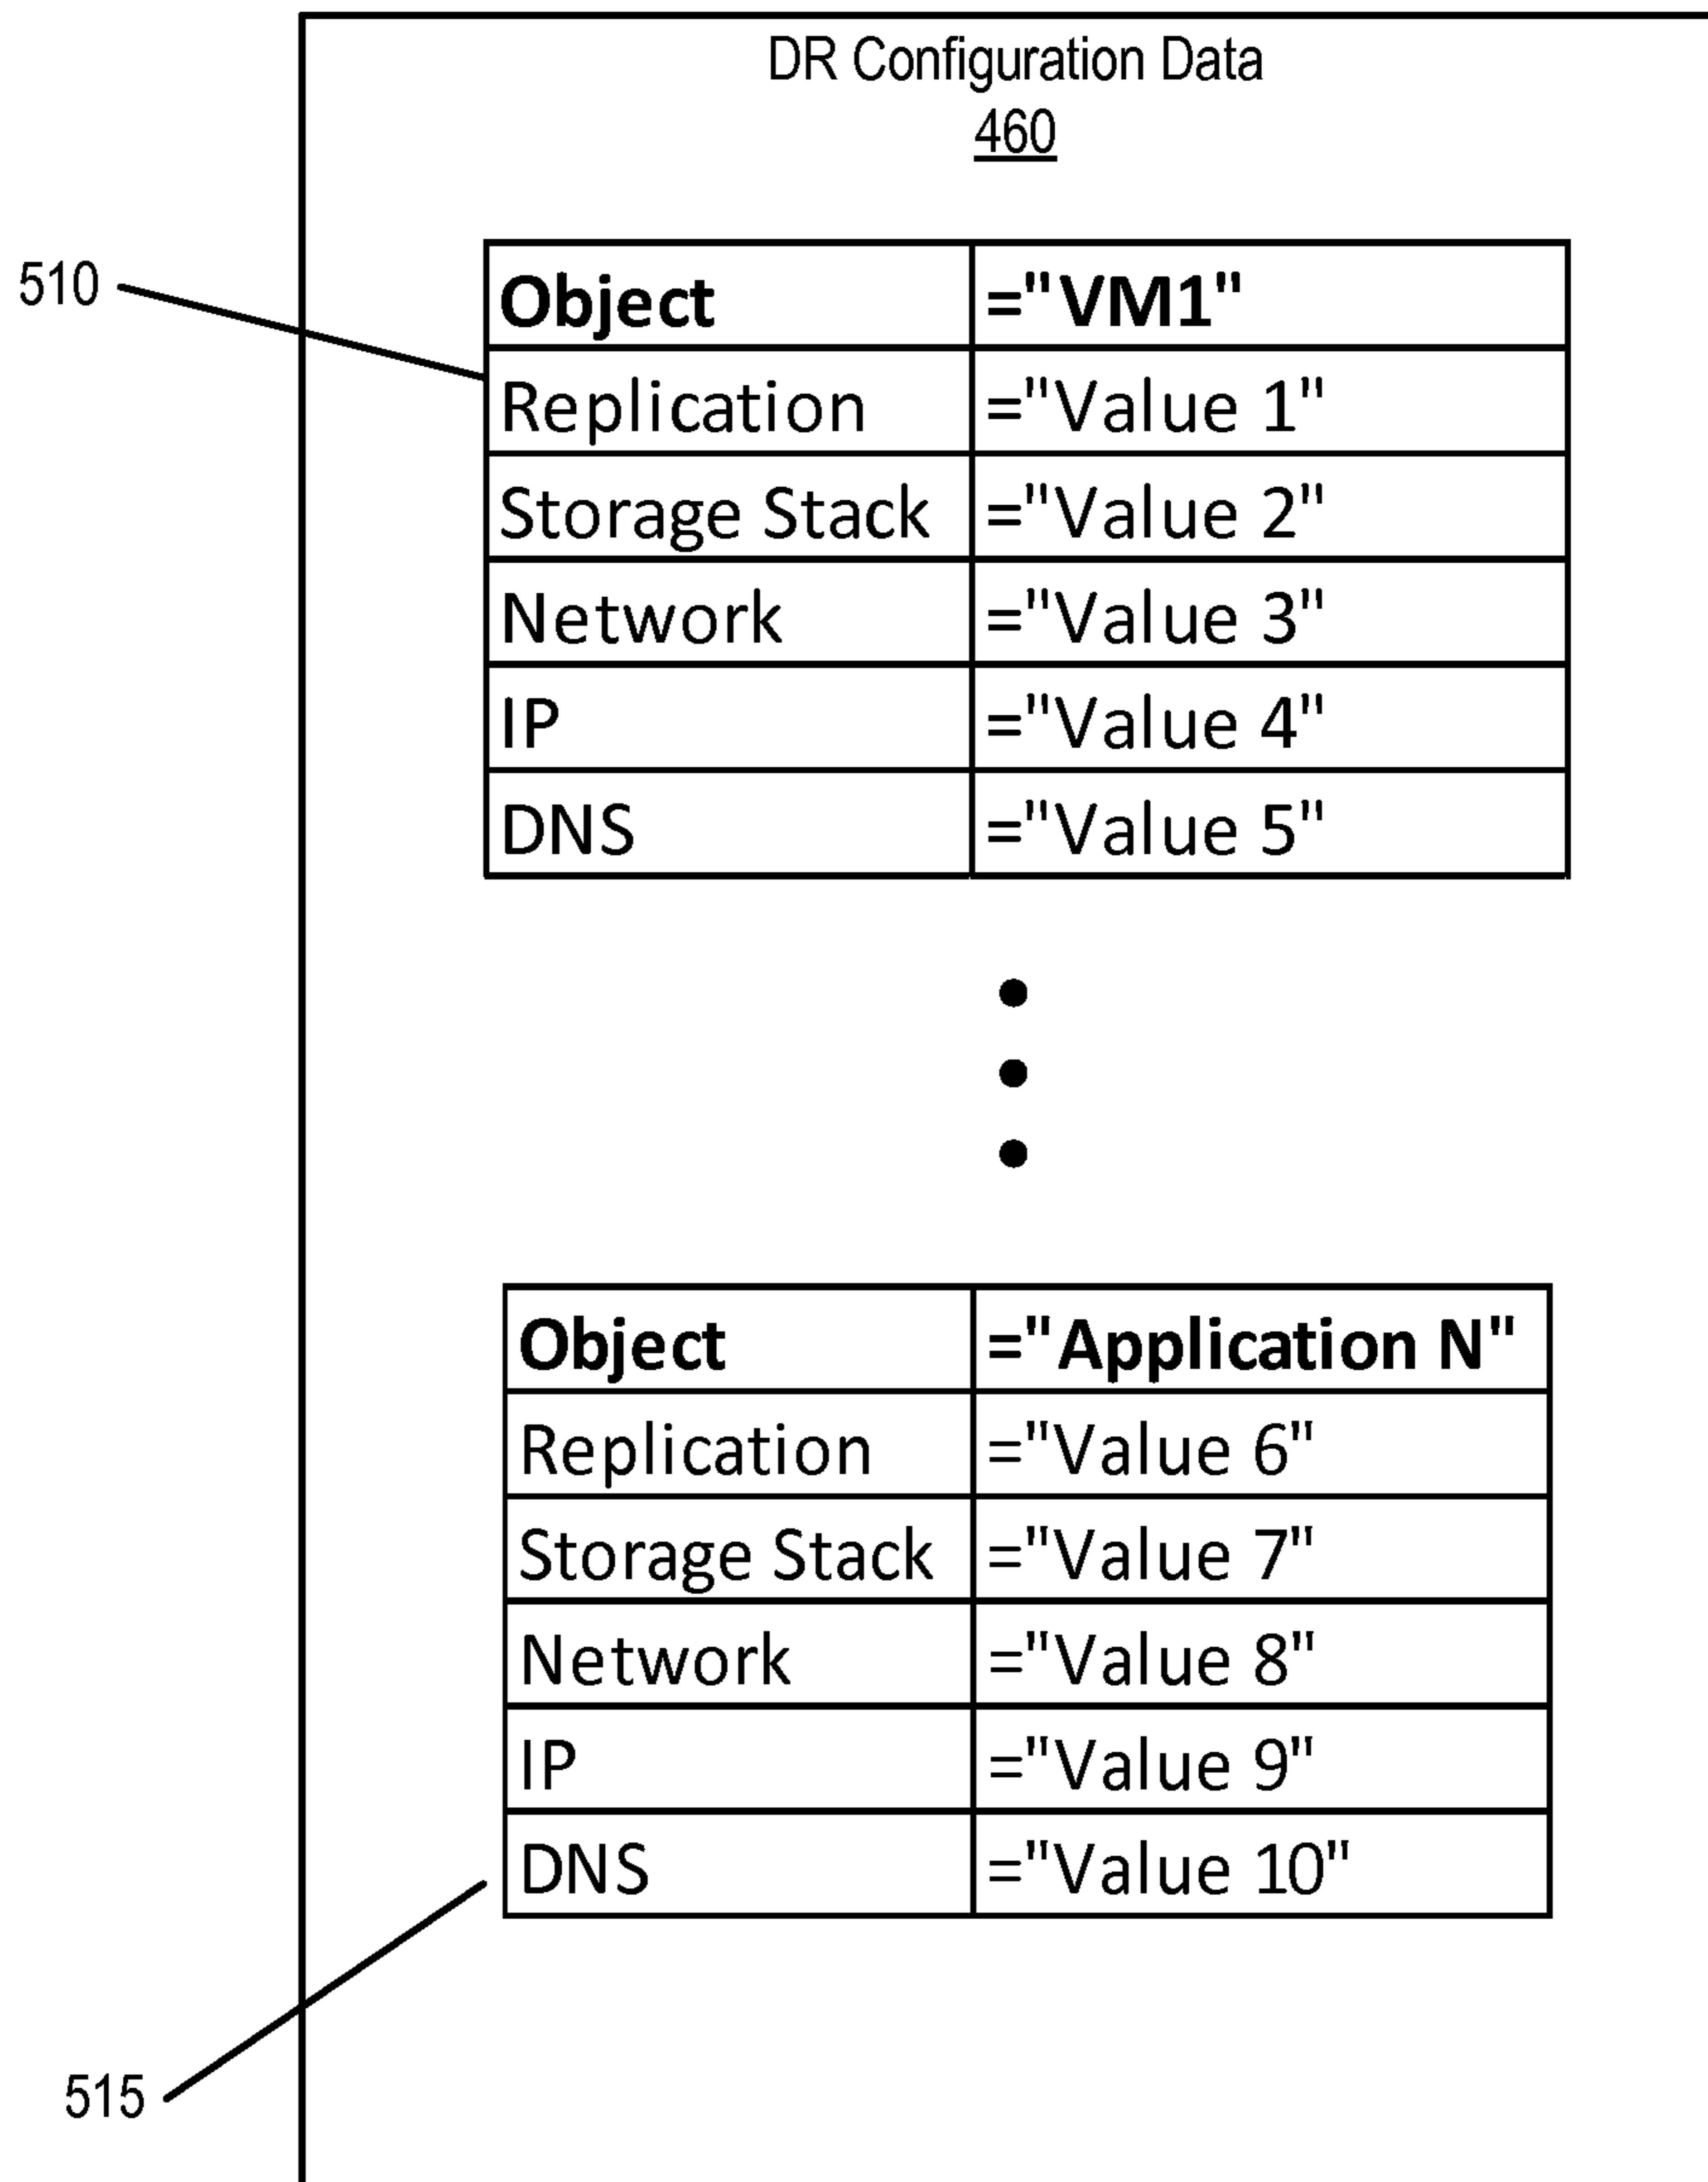 DR Configuration Data
460
510
Object ="VM1"
Replication ="Value 1"
Storage Stack ="Value 2"
Network ="Value 3"
IP ="Value 4"
DNS ="Value 5"
Object ="Application N"
Replication ="Value 6"
Storage Stack ="Value 7"
Network ="Value 8"
IP ="Value 9"
DNS ="Value 10"
515